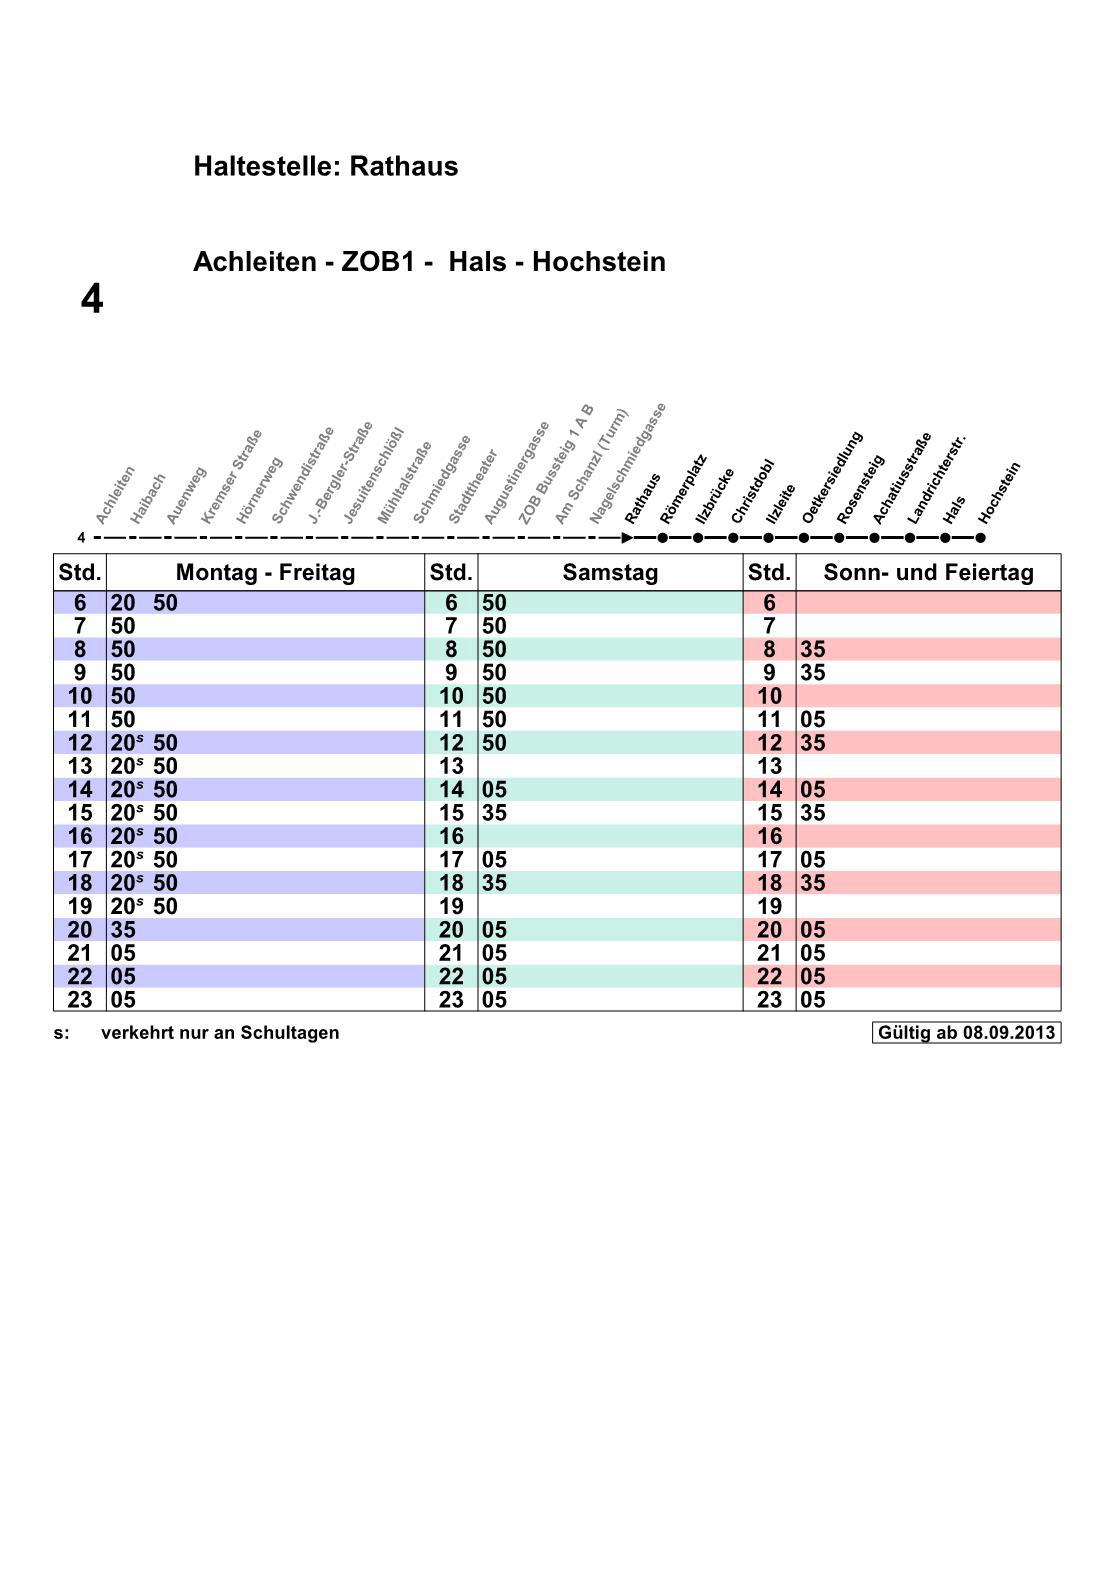 Haltestelle: Rathaus
Achleiten - ZOB1 - Hals - Hochstein
4
Achleiten
Haibach
Auenweg
Kremser Straße
Hörnerweg
Schwendistraße
J.-Bergler-Straße
Jesuitenschlößl
Mühltalstraße
Schmiedgasse
Stadttheater
Augustinergasse
ZOB Bussteig 1 A B
Am Schanzl (Turm)
Nagelschmiedgasse
Rathaus
Römerplatz
Ilzbrücke
Christdobl
Ilzleite
Oetkersiedlung
Rosensteig
Achatiusstraße
Landrichterstr.
Hals
Hochstein
4
Std. Montag - Freitag Std. Samstag Std. Sonn- und Feiertag
6 20 50 6 50 6
7 50 7 50 7
8 50 8 50 8 35
9 50 9 50 9 35
10 50 10 50 10
11 50 11 50 11 05
12 20s 50 12 50 12 35
13 20s 50 13 13
14 20s 50 14 05 14 05
15 20s 50 15 35 15 35
16 20s 50 16 16
17 20s 50 17 05 17 05
18 20s 50 18 35 18 35
19 20s 50 19 19
20 35 20 05 20 05
21 05 21 05 21 05
22 05 22 05 22 05
23 05 23 05 23 05
s: verkehrt nur an Schultagen Gültig ab 08.09.2013